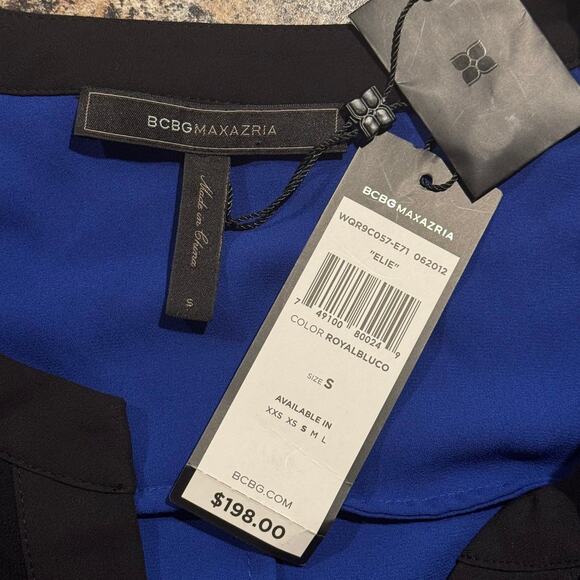 BCBGMAXAZRIA
Made in China
S
BCBGMAXAZRIA
WQR9C057-E71 062012
"ELIE"
7 49100 80024 9
COLOR ROYALBLUCO
SIZE S
AVAILABLE IN
XXS XS S M L
BCBG.COM
$198.00